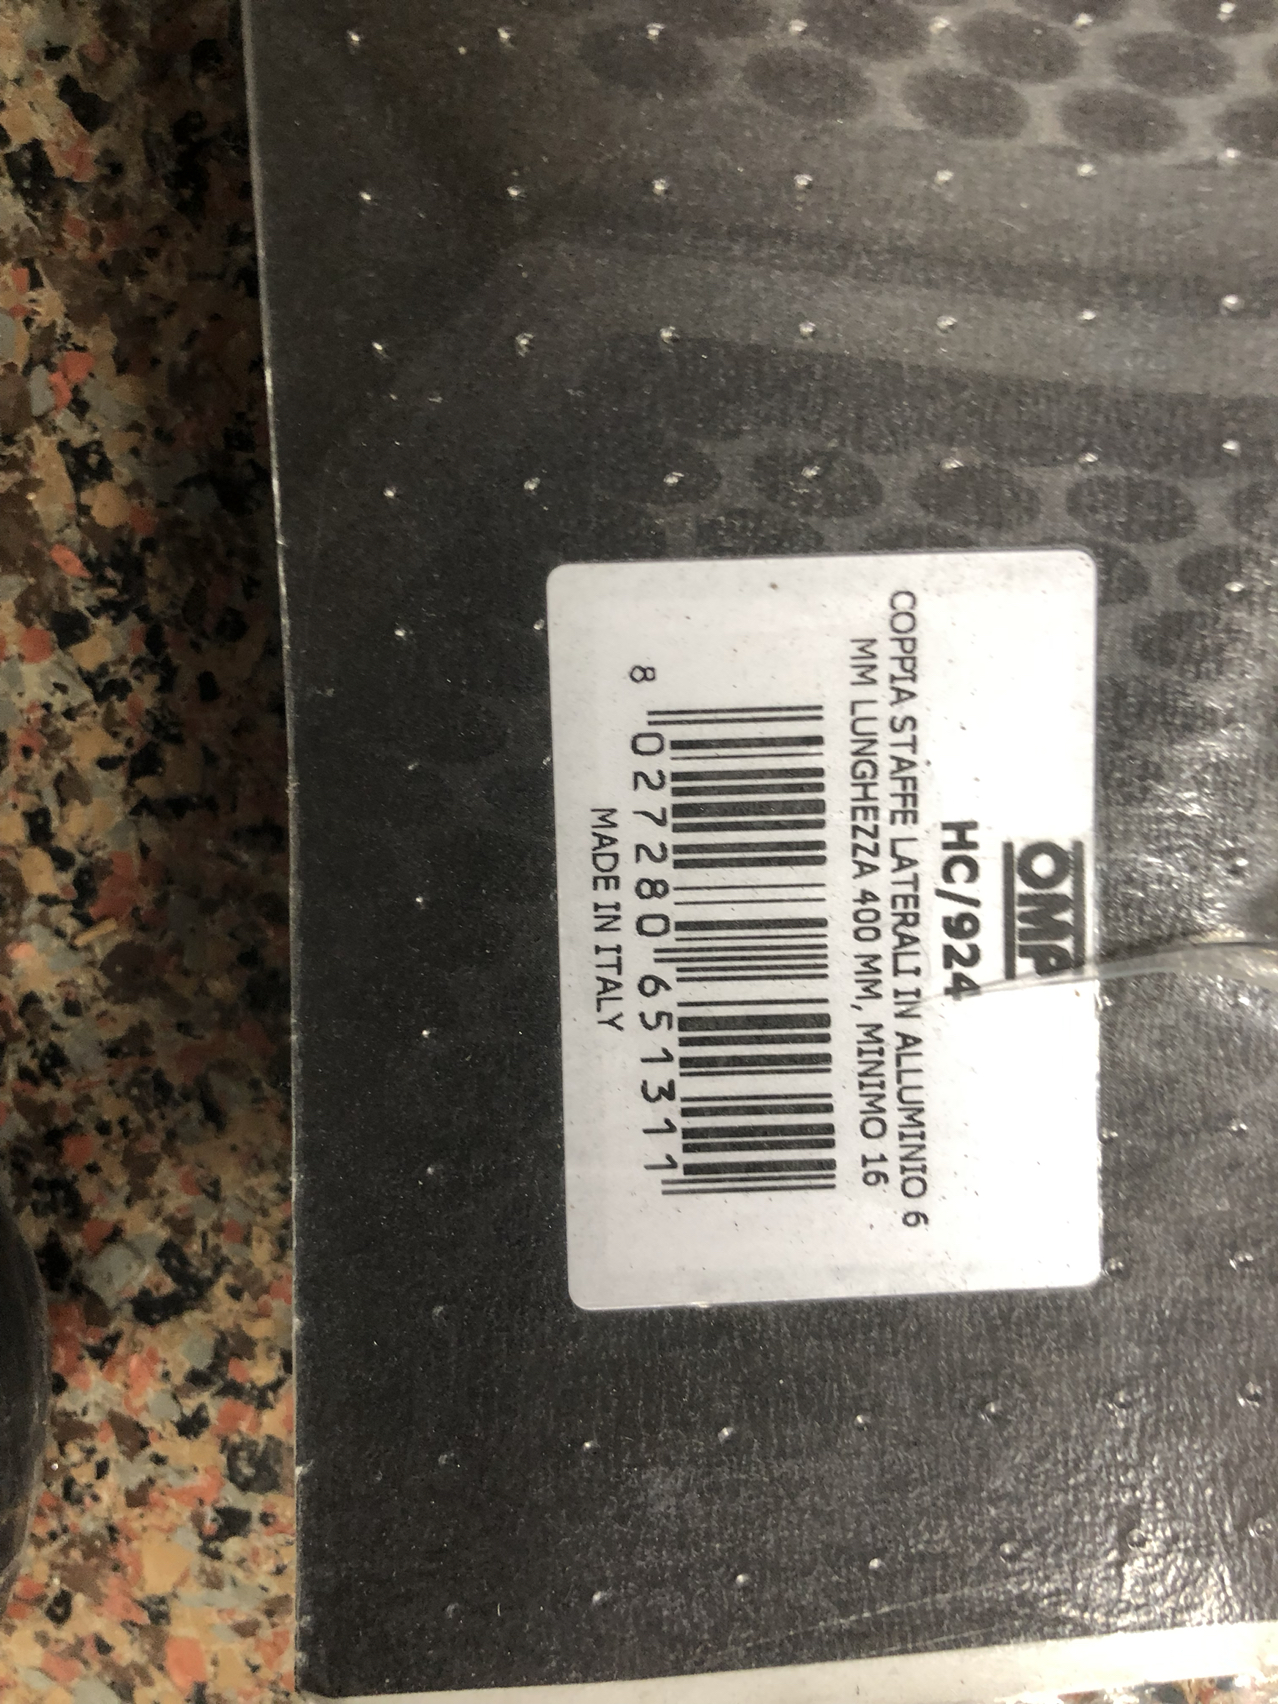 OMP
HC/924
COPPIA STAFFE LATERALI IN ALLUMINIO 6
MM LUNGHEZZA 400 MM, MINIMO 16
8 027280 651311
MADE IN ITALY